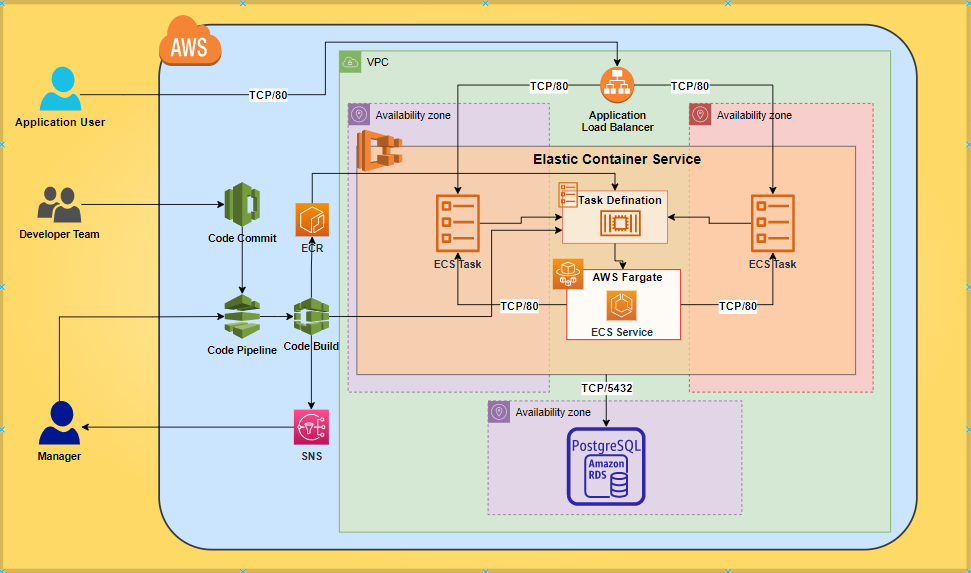 AWS
VPC
TCP/80
Application User
TCP/80
TCP/80
Application
Load Balancer
Availability zone
Availability zone
Elastic Container Service
Developer Team
Code Commit
ECR
ECS Task
Task Defination
ECS Task
AWS Fargate
ECS Service
TCP/80
TCP/80
Code Pipeline
Code Build
TCP/5432
Manager
SNS
Availability zone
PostgreSQL
Amazon
RDS